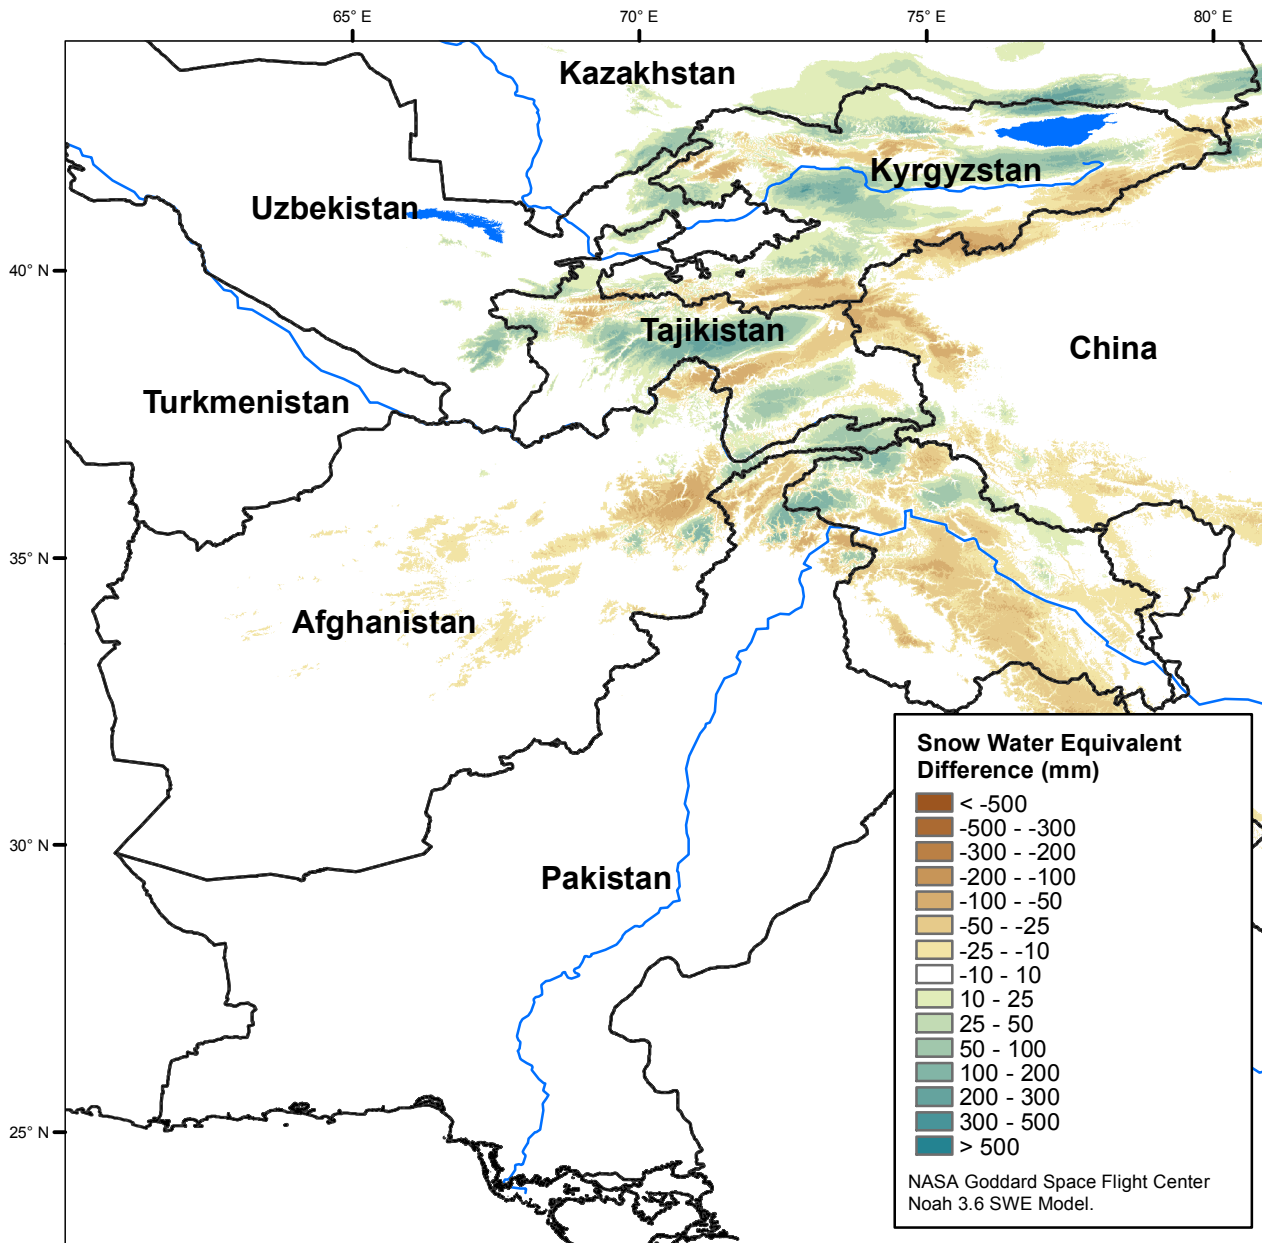 65° E
70° E
75° E
80° E
Kazakhstan
Kyrgyzstan
Uzbekistan
40° N
Tajikistan
China
Turkmenistan
35° N
Afghanistan
30° N
Pakistan
25° N
Snow Water Equivalent
Difference (mm)
< -500
-500 - -300
-300 - -200
-200 - -100
-100 - -50
-50 - -25
-25 - -10
-10 - 10
10 - 25
25 - 50
50 - 100
100 - 200
200 - 300
300 - 500
> 500
NASA Goddard Space Flight Center
Noah 3.6 SWE Model.